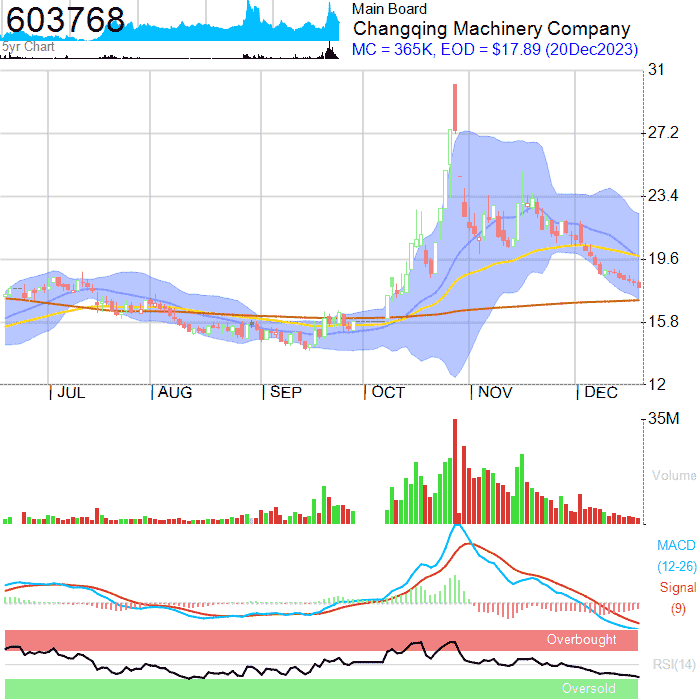 603768
5yr Chart
Main Board
Changqing Machinery Company
MC = 365K, EOD = $17.89 (20Dec2023)
31
27.2
23.4
19.6
15.8
12
JUL AUG SEP OCT NOV DEC
35M
Volume
MACD
(12-26)
Signal
(9)
Overbought
RSI(14)
Oversold